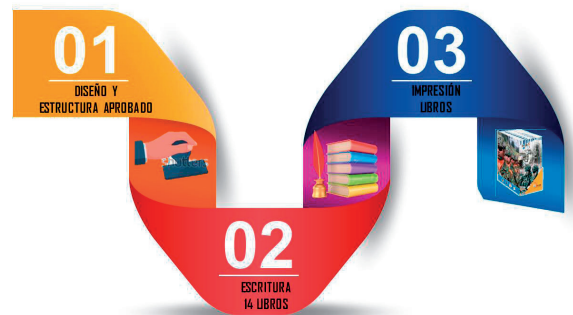 01
DISEÑO Y
ESTRUCTURA APROBADO
02
ESCRITURA
14 LIBROS
03
IMPRESIÓN
LIBROS